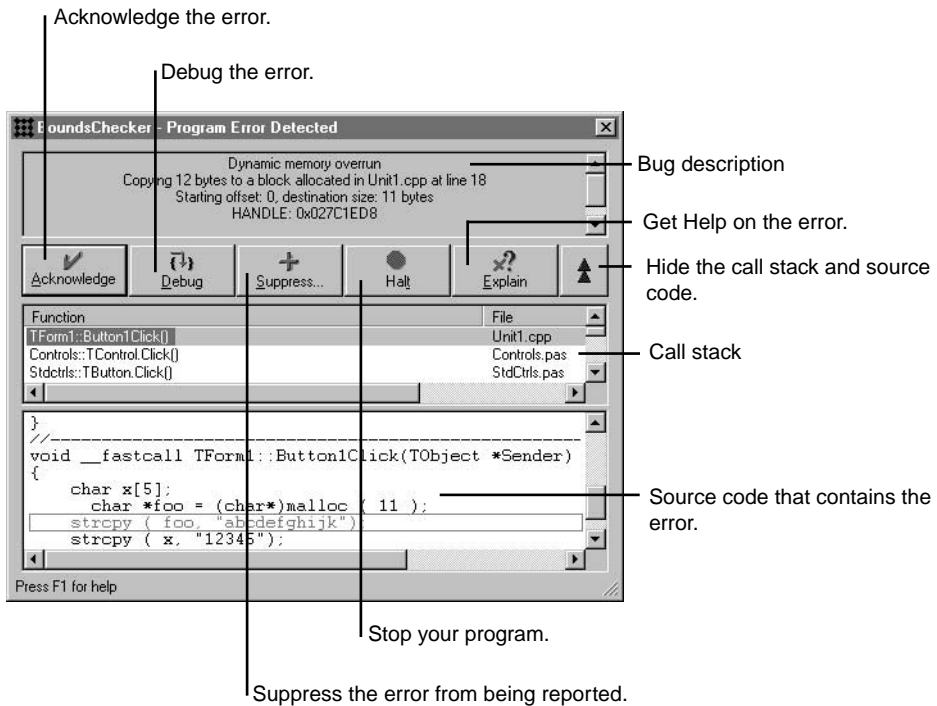 Acknowledge the error.
Debug the error.
BoundsChecker - Program Error Detected
Dynamic memory overrun
Copying 12 bytes to a block allocated in Unit1.cpp at line 18
Starting offset: 0, destination size: 11 bytes
HANDLE: 0x027C1ED8
Bug description
Get Help on the error.
Acknowledge
Debug
Suppress...
Halt
Explain
Hide the call stack and source
code.
Function File
TForm1::Button1Click() Unit1.cpp
Controls::TControl.Click() Controls.pas
Stdctrls::TButton.Click() StdCtrls.pas
Call stack
}
//--------------------------------------------------
void __fastcall TForm1::Button1Click(TObject *Sender)
{
char x[5];
char *foo = (char*)malloc ( 11 );
strcpy ( foo, "abcdefghijk");
strcpy ( x, "12345");
Source code that contains the
error.
Press F1 for help
Stop your program.
Suppress the error from being reported.